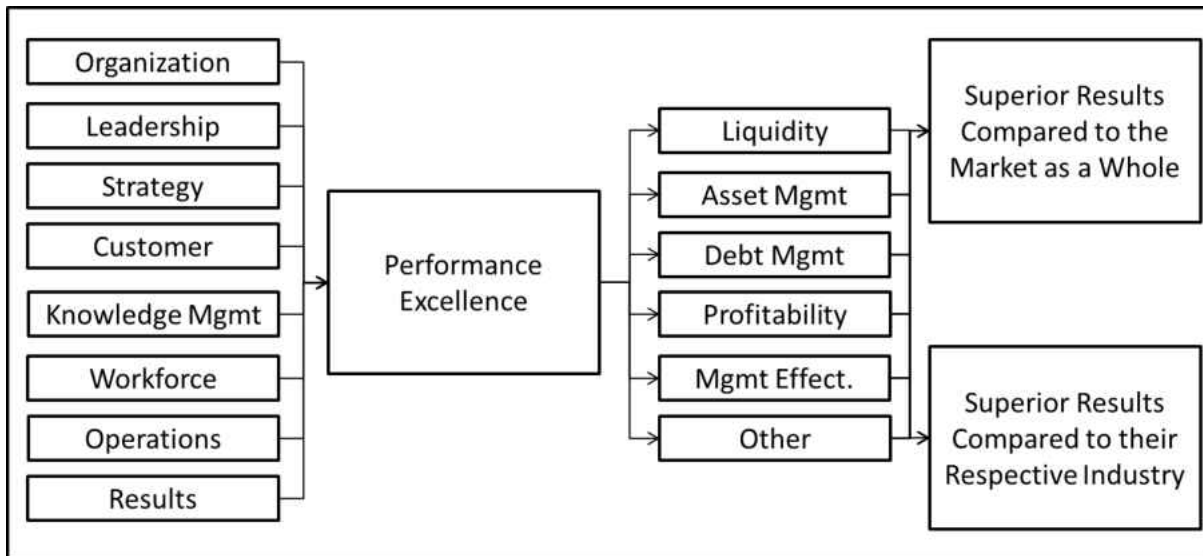 Organization
Leadership
Strategy
Customer
Knowledge Mgmt
Workforce
Operations
Results
Performance
Excellence
Liquidity
Asset Mgmt
Debt Mgmt
Profitability
Mgmt Effect.
Other
Superior Results
Compared to the
Market as a Whole
Superior Results
Compared to their
Respective Industry